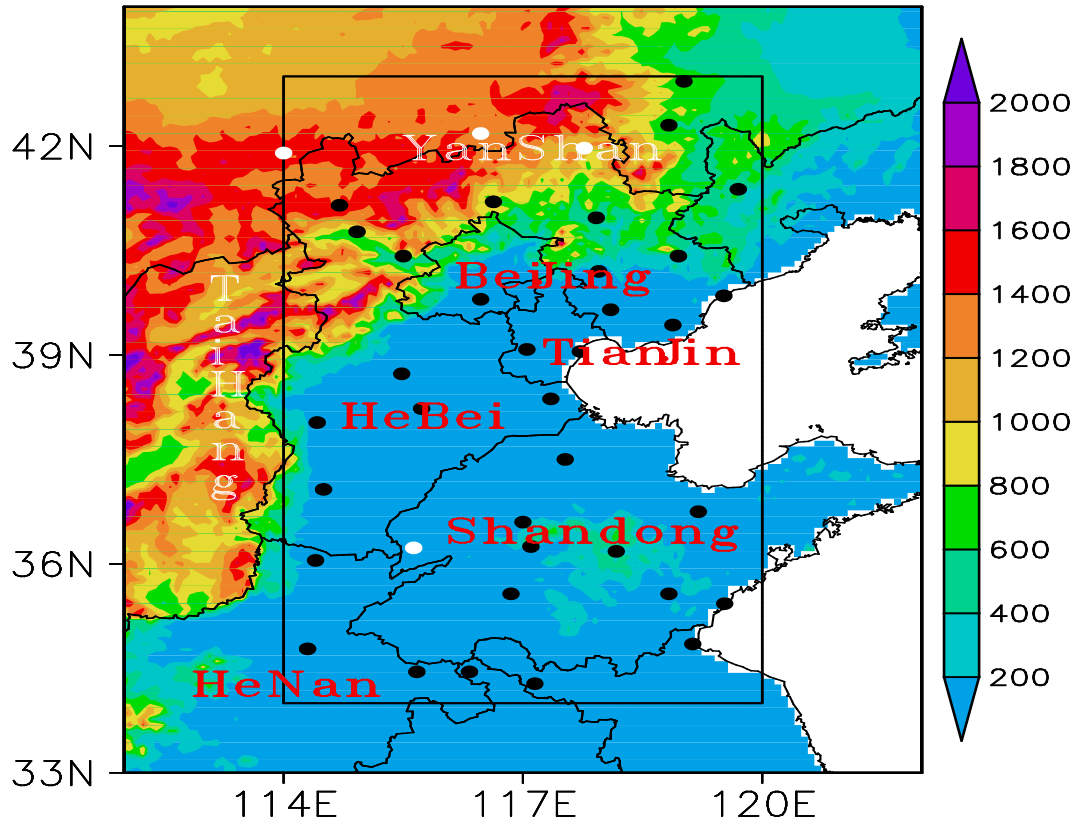 42N
39N
36N
33N
114E
117E
120E
YanShan
TaiHang
BeiJing
TianJin
HeBei
Shandong
HeNan
2000
1800
1600
1400
1200
1000
800
600
400
200